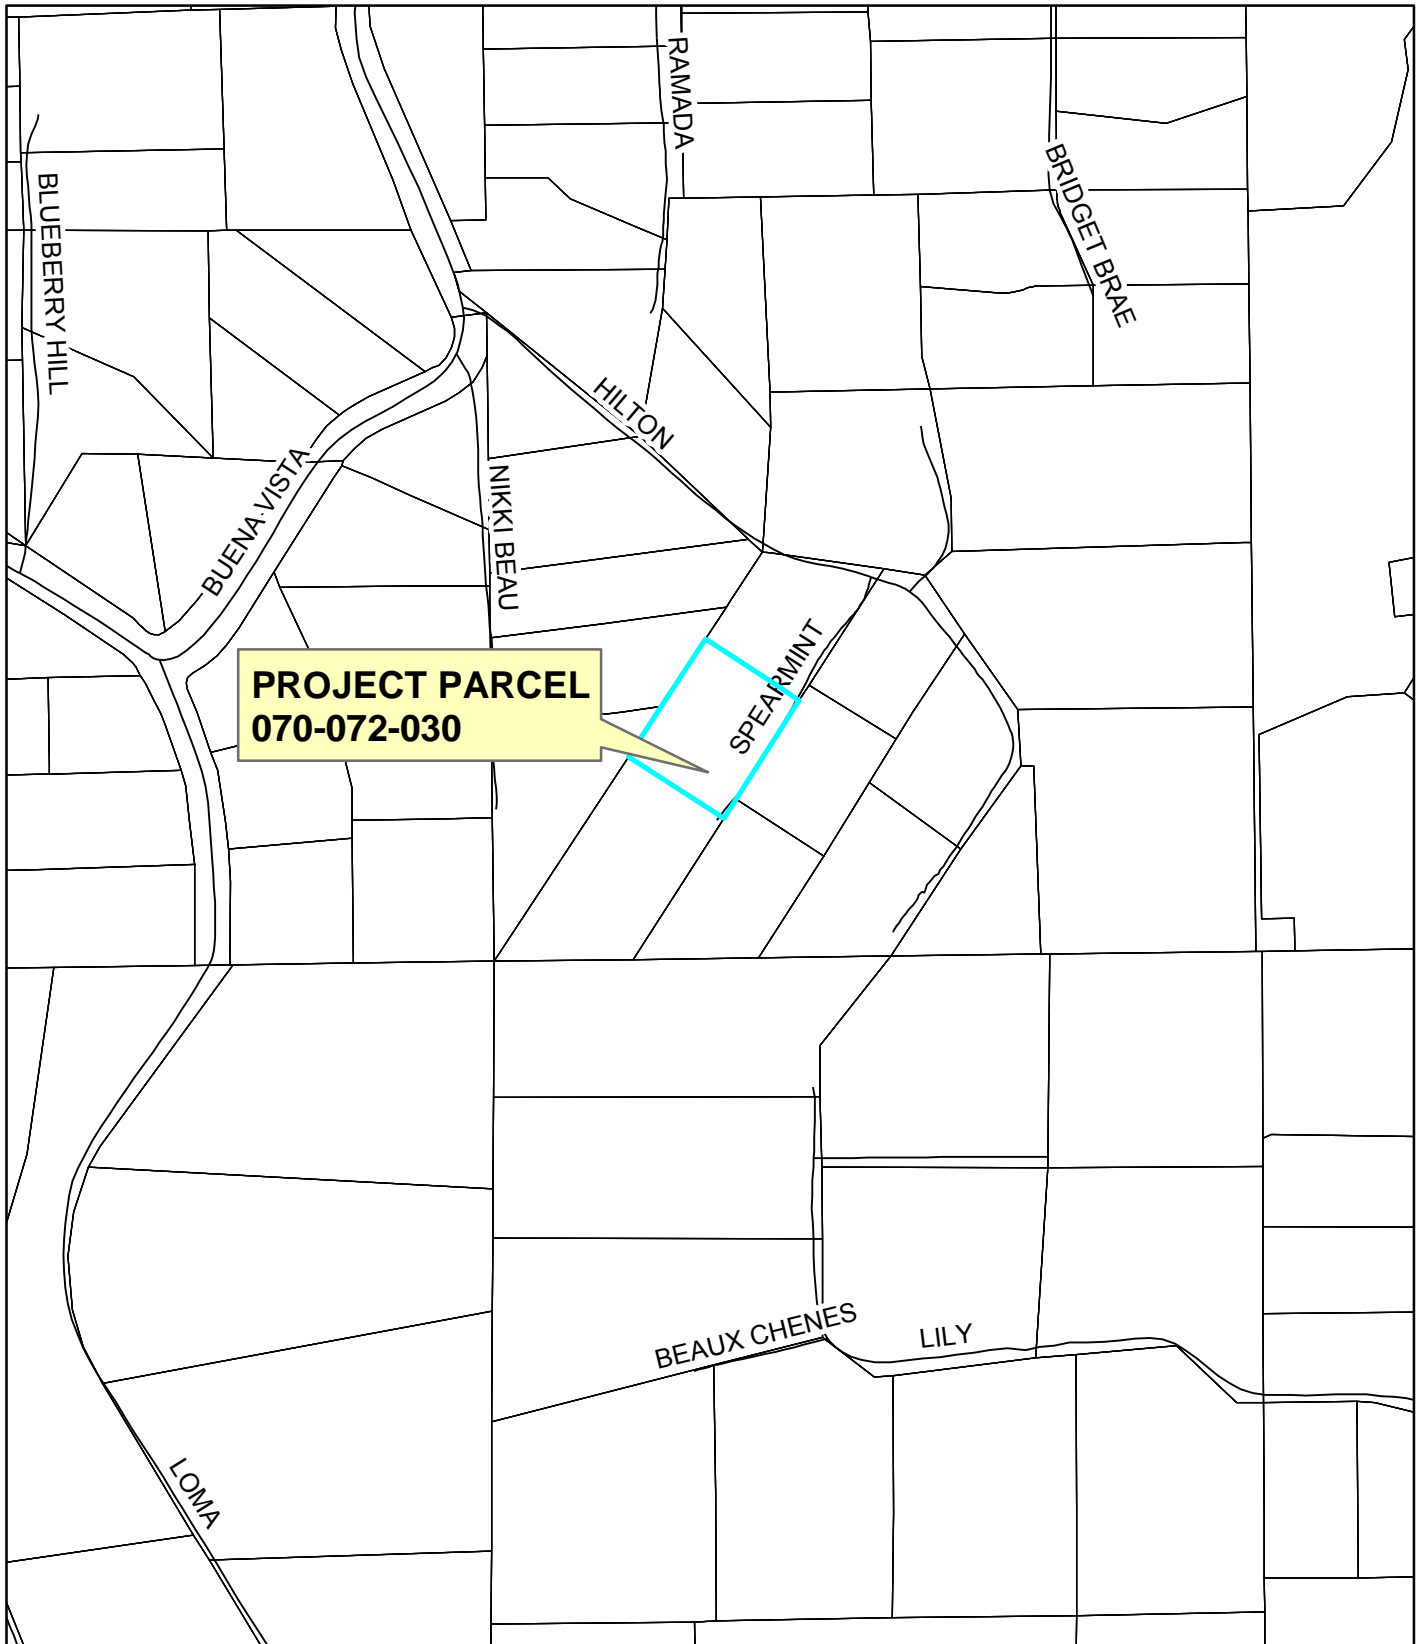 RAMADA
BRIDGET BRAE
BLUEBERRY HILL
HILTON
BUENA VISTA
NIKKI BEAU
SPEARMINT
PROJECT PARCEL
070-072-030
BEAUX CHENES
LILY
LOMA